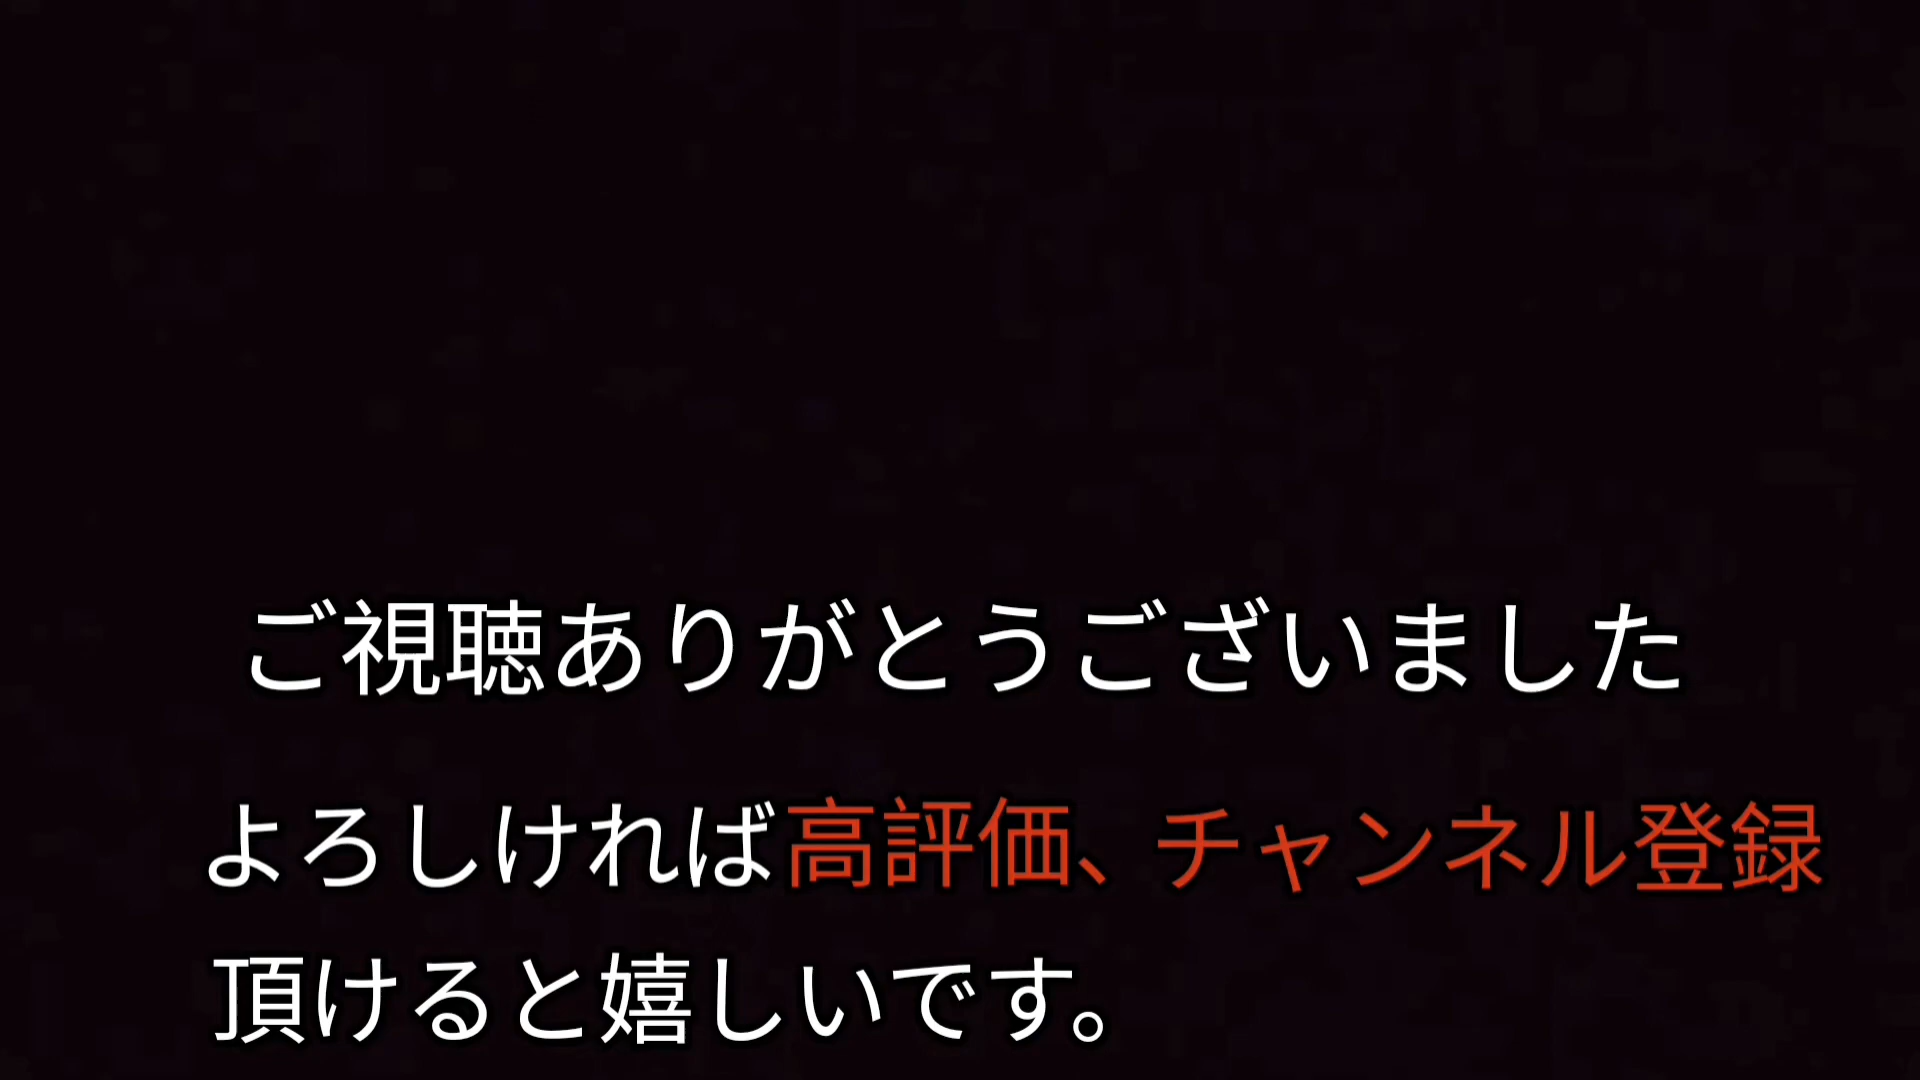 ご視聴ありがとうございました
よろしければ高評価、チャンネル登録
頂けると嬉しいです。